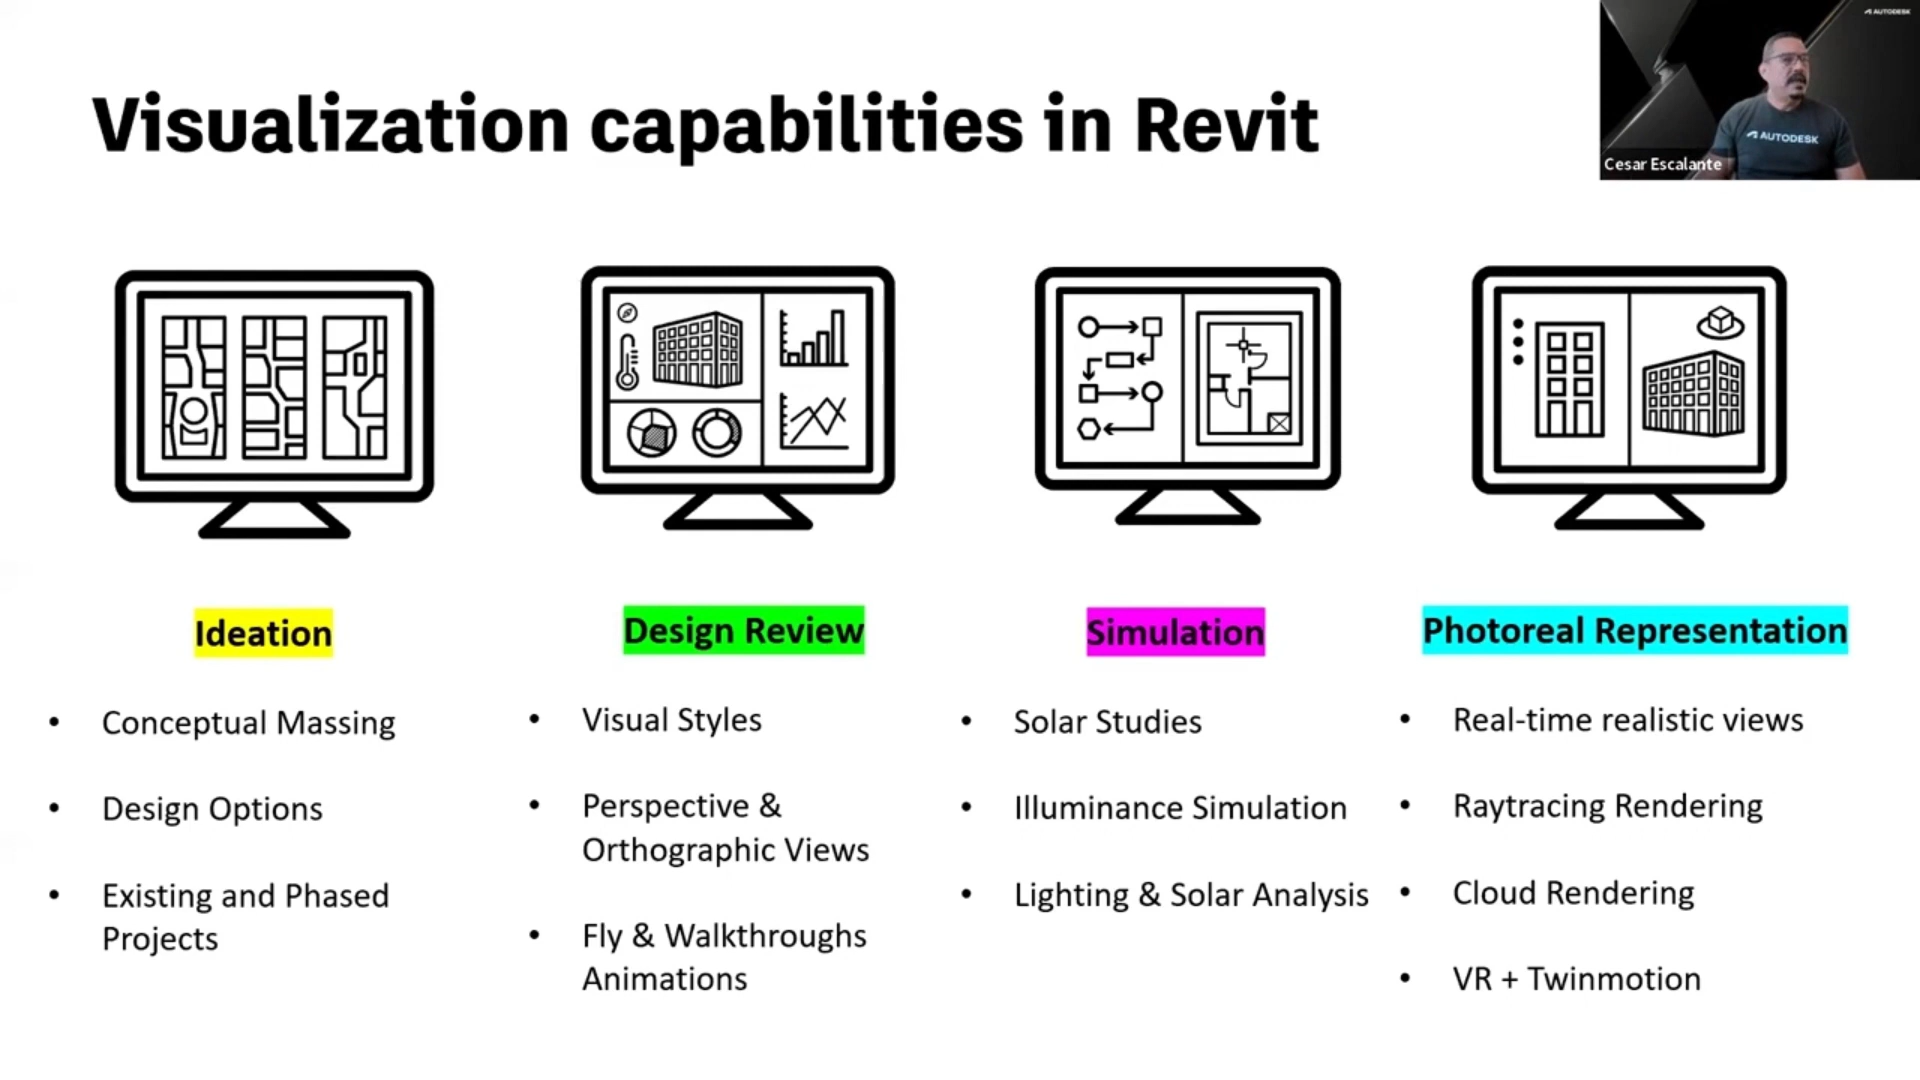 Visualization capabilities in Revit
AUTODESK
AUTODESK
Cesar Escalante
Ideation
• Conceptual Massing
• Design Options
• Existing and Phased
Projects
Design Review
• Visual Styles
• Perspective &
Orthographic Views
• Fly & Walkthroughs
Animations
Simulation
• Solar Studies
• Illuminance Simulation
• Lighting & Solar Analysis
Photoreal Representation
• Real-time realistic views
• Raytracing Rendering
• Cloud Rendering
• VR + Twinmotion